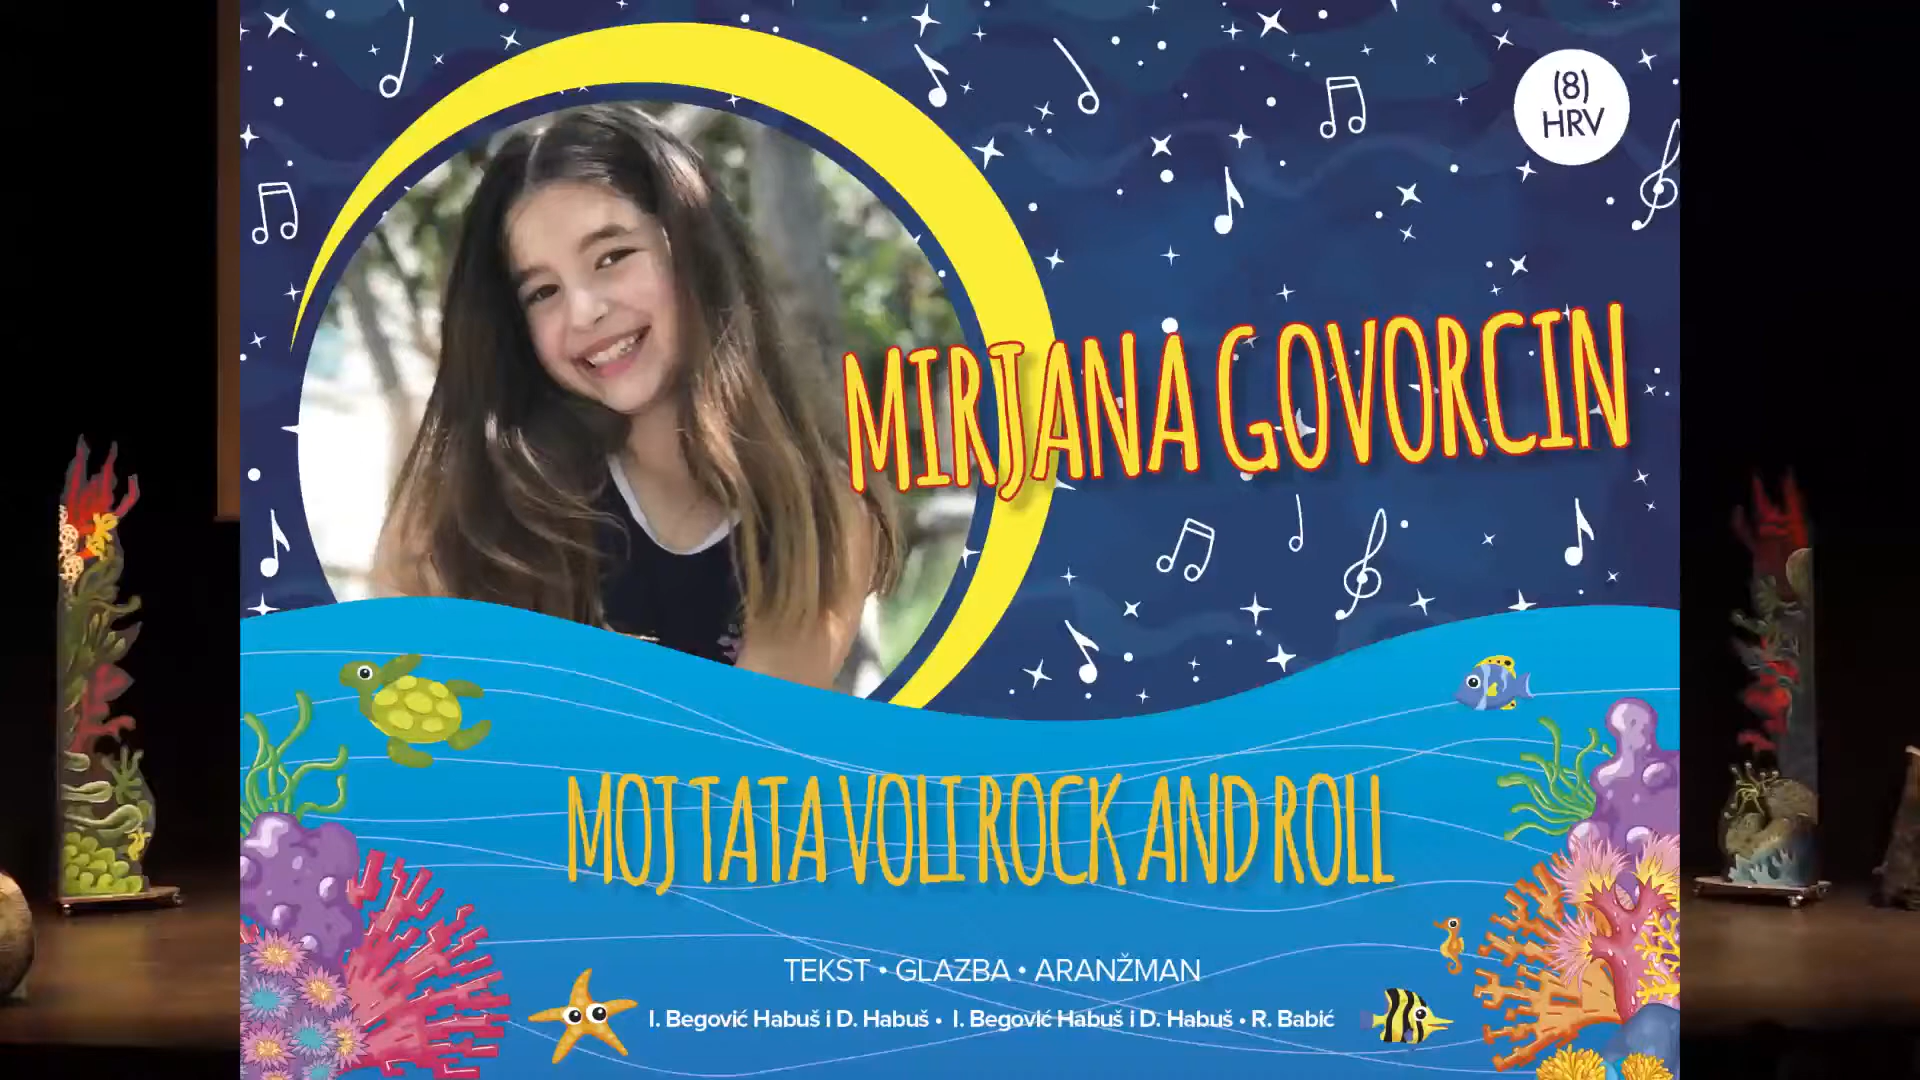 (8)
HRV
MIRJANA GOVORCIN
MOJ TATA VOLI ROCK AND ROLL
TEKST • GLAZBA • ARANŽMAN
I. Begović Habuš i D. Habuš • I. Begović Habuš i D. Habuš • R. Babić